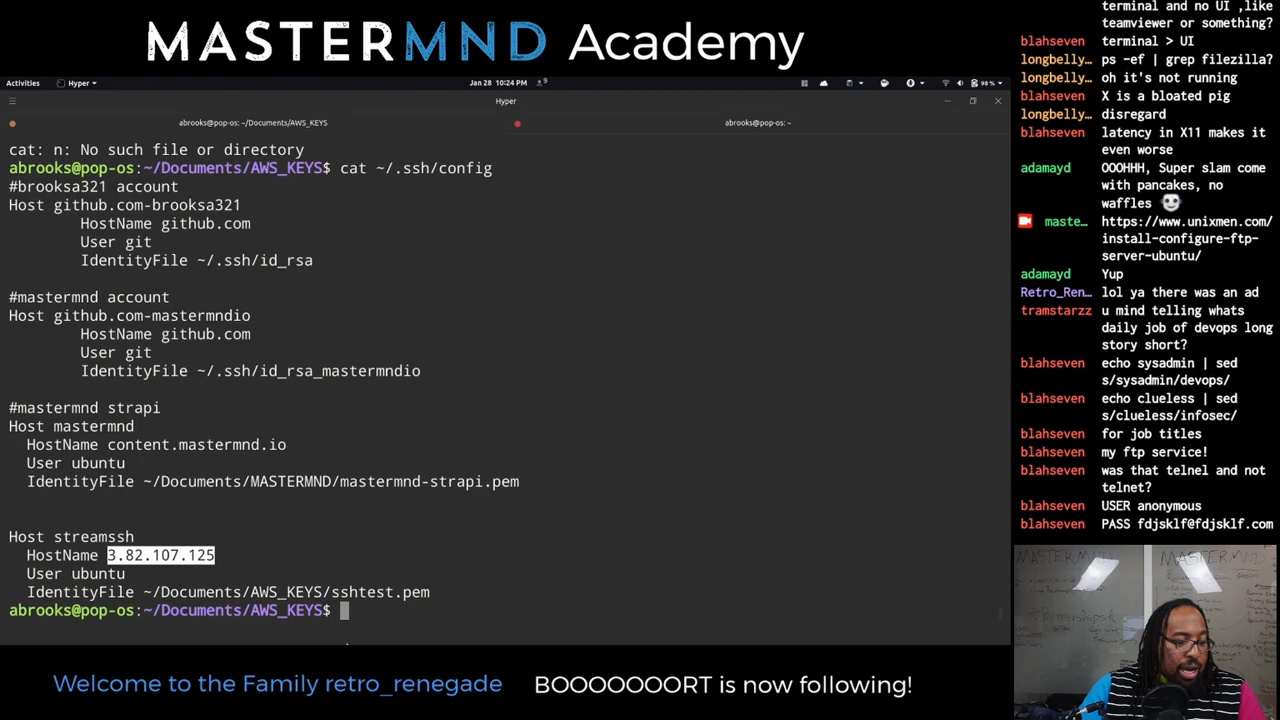 MASTERMND Academy
Activities
Hyper
Jan 28 10:24 PM
98 %
Hyper
abrooks@pop-os: ~/Documents/AWS_KEYS
abrooks@pop-os: ~
cat: n: No such file or directory
abrooks@pop-os:~/Documents/AWS_KEYS$ cat ~/.ssh/config
#brooksa321 account
Host github.com-brooksa321
HostName github.com
User git
IdentityFile ~/.ssh/id_rsa
#mastermnd account
Host github.com-mastermndio
HostName github.com
User git
IdentityFile ~/.ssh/id_rsa_mastermndio
#mastermnd strapi
Host mastermnd
HostName content.mastermnd.io
User ubuntu
IdentityFile ~/Documents/MASTERMND/mastermnd-strapi.pem
Host streamssh
HostName 3.82.107.125
User ubuntu
IdentityFile ~/Documents/AWS_KEYS/sshtest.pem
abrooks@pop-os:~/Documents/AWS_KEYS$
terminal and no UI ,like
teamviewer or something?
blahseven terminal > UI
longbelly… ps -ef | grep filezilla?
longbelly… oh it's not running
blahseven X is a bloated pig
longbelly… disregard
blahseven latency in X11 makes it
even worse
adamayd OOOHHH, Super slam come
with pancakes, no
waffles
maste… https://www.unixmen.com/
install-configure-ftp-
server-ubuntu/
adamayd Yup
Retro_Ren… lol ya there was an ad
tramstarzz u mind telling whats
daily job of devops long
story short?
blahseven echo sysadmin | sed
s/sysadmin/devops/
blahseven echo clueless | sed
s/clueless/infosec/
blahseven for job titles
blahseven my ftp service!
blahseven was that telnel and not
telnet?
blahseven USER anonymous
blahseven PASS fdjsklf@fdjsklf.com
MASTERMND
MASTERMND
Welcome to the Family retro_renegade
BOOOOOOORT is now following!